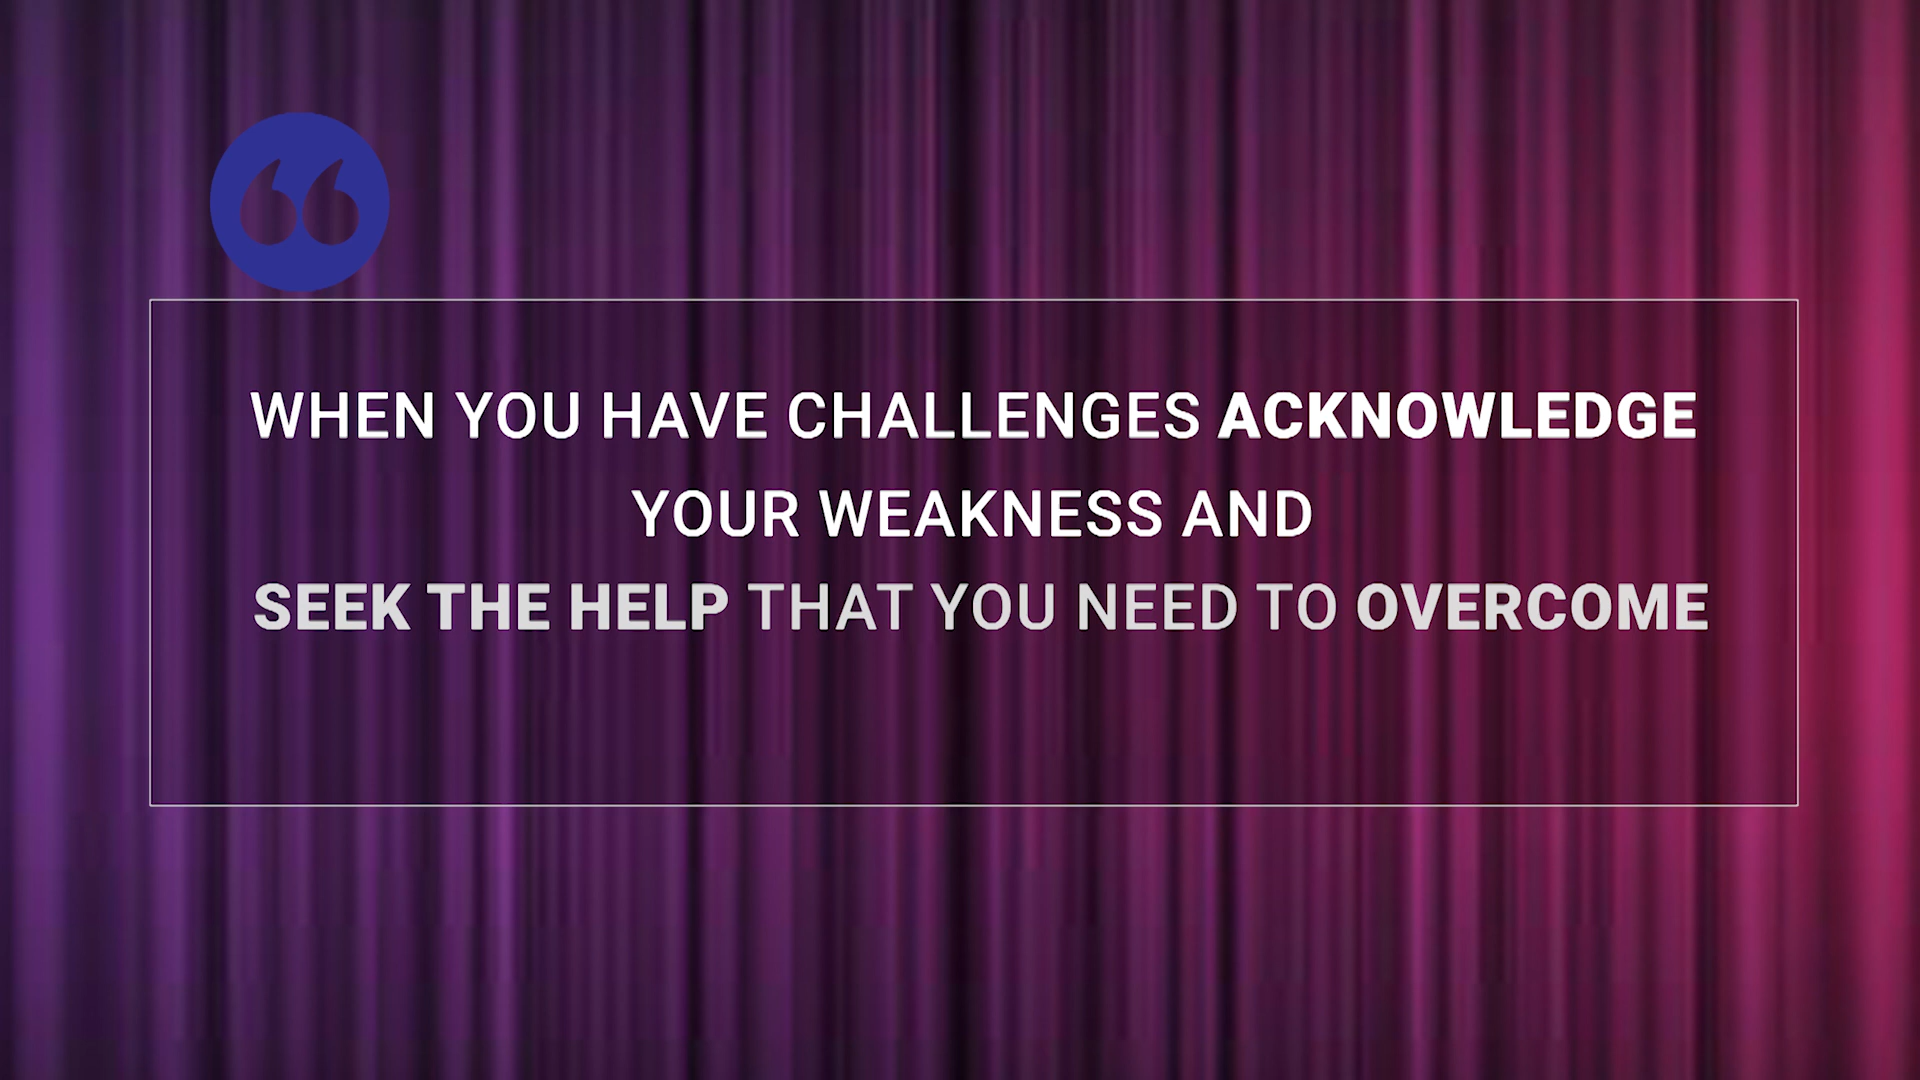 WHEN YOU HAVE CHALLENGES ACKNOWLEDGE
YOUR WEAKNESS AND
SEEK THE HELP THAT YOU NEED TO OVERCOME